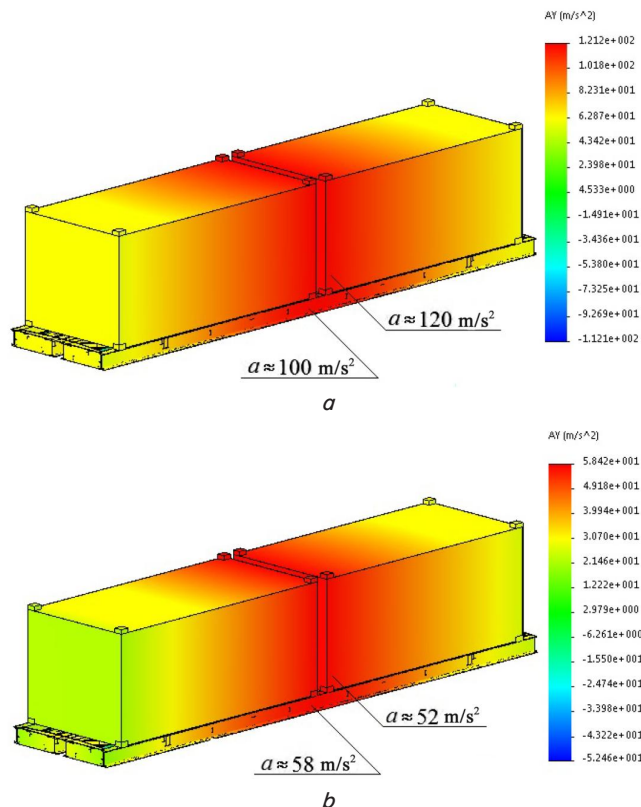 AY (m/s^2)
1.212e+002
1.018e+002
8.231e+001
6.287e+001
4.342e+001
2.398e+001
4.533e+000
-1.491e+001
-3.436e+001
-5.380e+001
-7.325e+001
-9.269e+001
-1.121e+002
a ≈ 120 m/s²
a ≈ 100 m/s²
a
AY (m/s^2)
5.842e+001
4.918e+001
3.994e+001
3.070e+001
2.146e+001
1.222e+001
2.979e+000
-6.261e+000
-1.550e+001
-2.474e+001
-3.398e+001
-4.322e+001
-5.246e+001
a ≈ 52 m/s²
a ≈ 58 m/s²
b